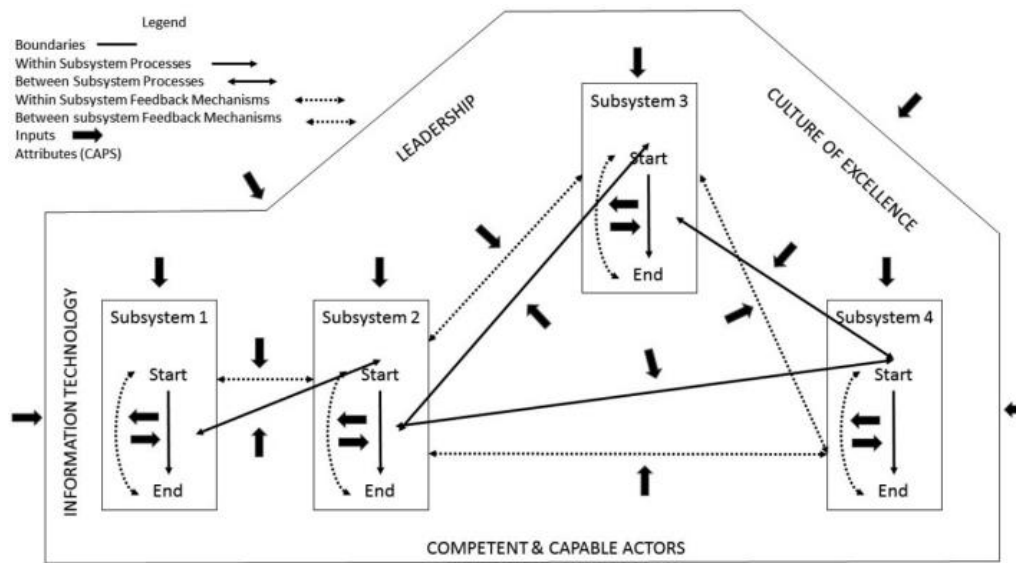 Legend
Boundaries
Within Subsystem Processes
Between Subsystem Processes
Within Subsystem Feedback Mechanisms
Between subsystem Feedback Mechanisms
Inputs
Attributes (CAPS)
LEADERSHIP
CULTURE OF EXCELLENCE
Subsystem 3
Start
End
INFORMATION TECHNOLOGY
Subsystem 1
Start
End
Subsystem 2
Start
End
Subsystem 4
Start
End
COMPETENT & CAPABLE ACTORS